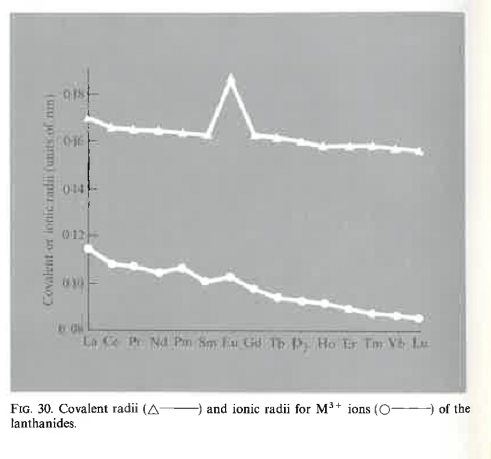 Covalent or ionic radii (units of nm)
0·18
0·16
0·14
0·12
0·10
0·08
La Ce Pr Nd Pm Sm Eu Gd Tb Dy Ho Er Tm Yb Lu
FIG. 30. Covalent radii (△——) and ionic radii for M³⁺ ions (○——) of the
lanthanides.